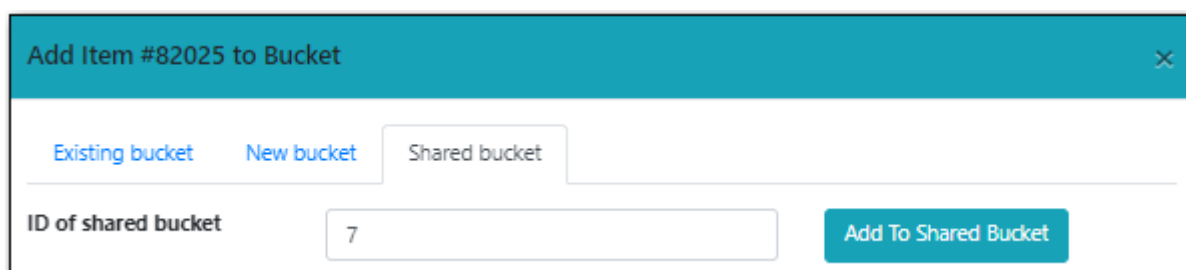 Add Item #82025 to Bucket ×
Existing bucket New bucket Shared bucket
ID of shared bucket 7 Add To Shared Bucket